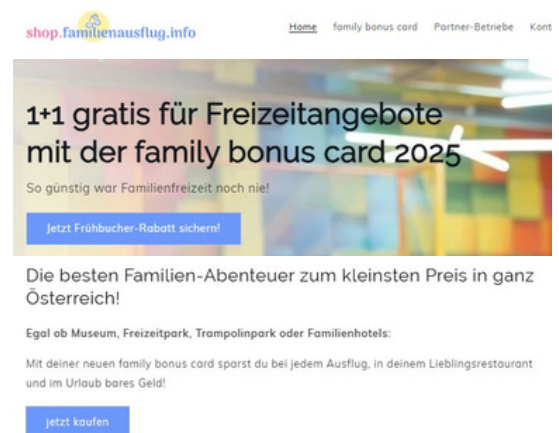 shop.familienausflug.info
Home family bonus card Partner-Betriebe Kont
1+1 gratis für Freizeitangebote
mit der family bonus card 2025
So günstig war Familienfreizeit noch nie!
Jetzt Frühbucher-Rabatt sichern!
Die besten Familien-Abenteuer zum kleinsten Preis in ganz
Österreich!
Egal ob Museum, Freizeitpark, Trampolinpark oder Familienhotels:
Mit deiner neuen family bonus card sparst du bei jedem Ausflug, in deinem Lieblingsrestaurant
und im Urlaub bares Geld!
jetzt kaufen